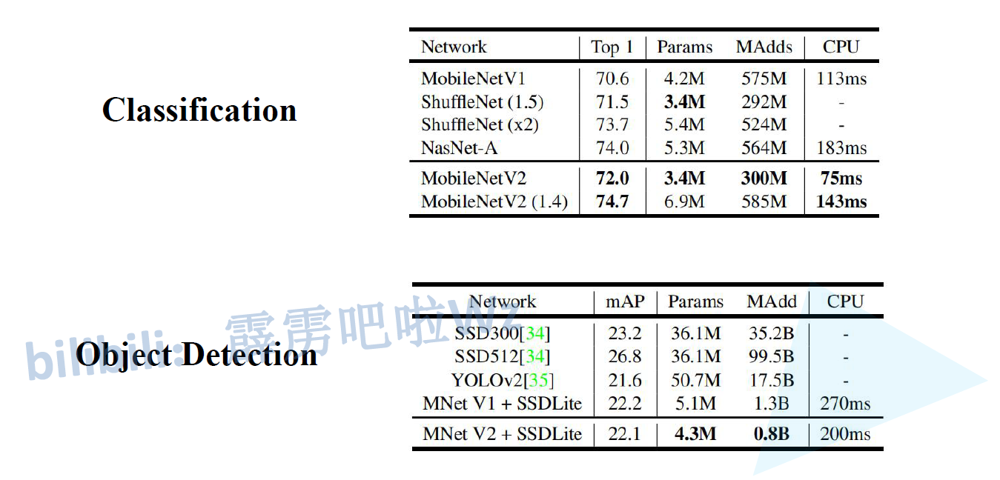 Network Top 1 Params MAdds CPU
MobileNetV1 70.6 4.2M 575M 113ms
Classification
ShuffleNet (1.5) 71.5 3.4M 292M -
ShuffleNet (x2) 73.7 5.4M 524M -
NasNet-A 74.0 5.3M 564M 183ms
MobileNetV2 72.0 3.4M 300M 75ms
MobileNetV2 (1.4) 74.7 6.9M 585M 143ms
Network mAP Params MAdd CPU
SSD300[34] 23.2 36.1M 35.2B -
Object Detection
SSD512[34] 26.8 36.1M 99.5B -
YOLOv2[35] 21.6 50.7M 17.5B -
MNet V1 + SSDLite 22.2 5.1M 1.3B 270ms
MNet V2 + SSDLite 22.1 4.3M 0.8B 200ms
bilibili: 霹雳吧啦Wz